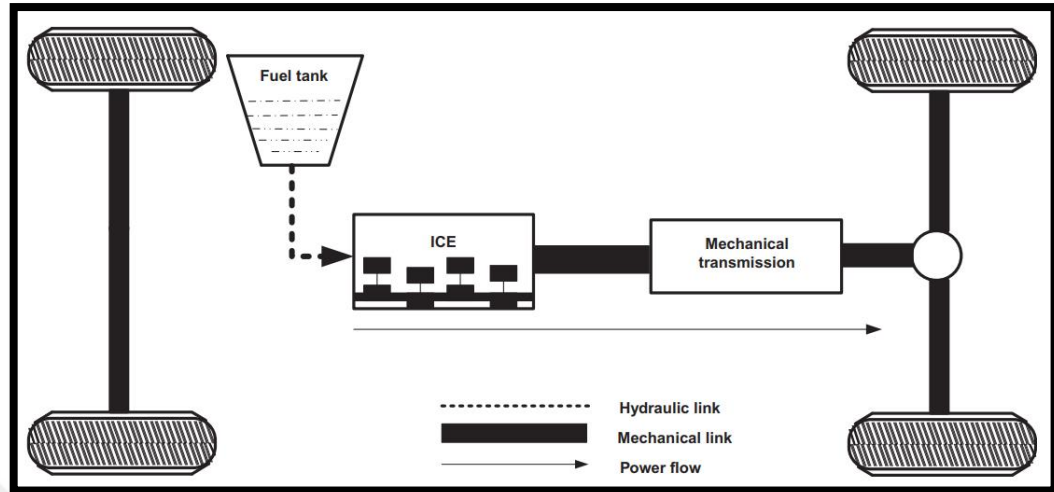 Fuel tank
ICE
Mechanical
transmission
Hydraulic link
Mechanical link
Power flow